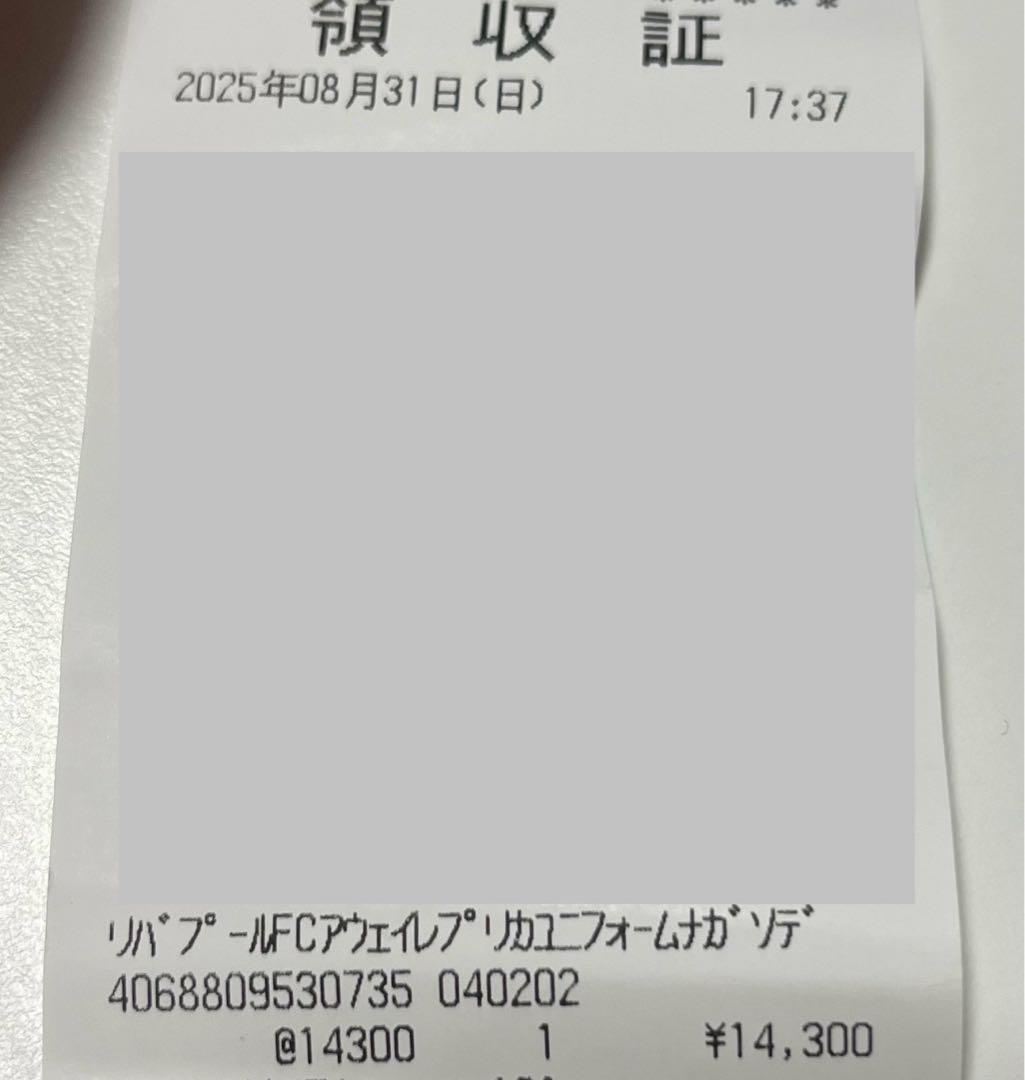 領収証
2025年08月31日(日) 17:37
ﾘﾊﾞﾌﾟｰﾙFCｱｳｪｲﾚﾌﾟﾘｶﾕﾆﾌｫｰﾑﾅｶﾞｿﾃﾞ
4068809530735 040202
@14300 1 ¥14,300